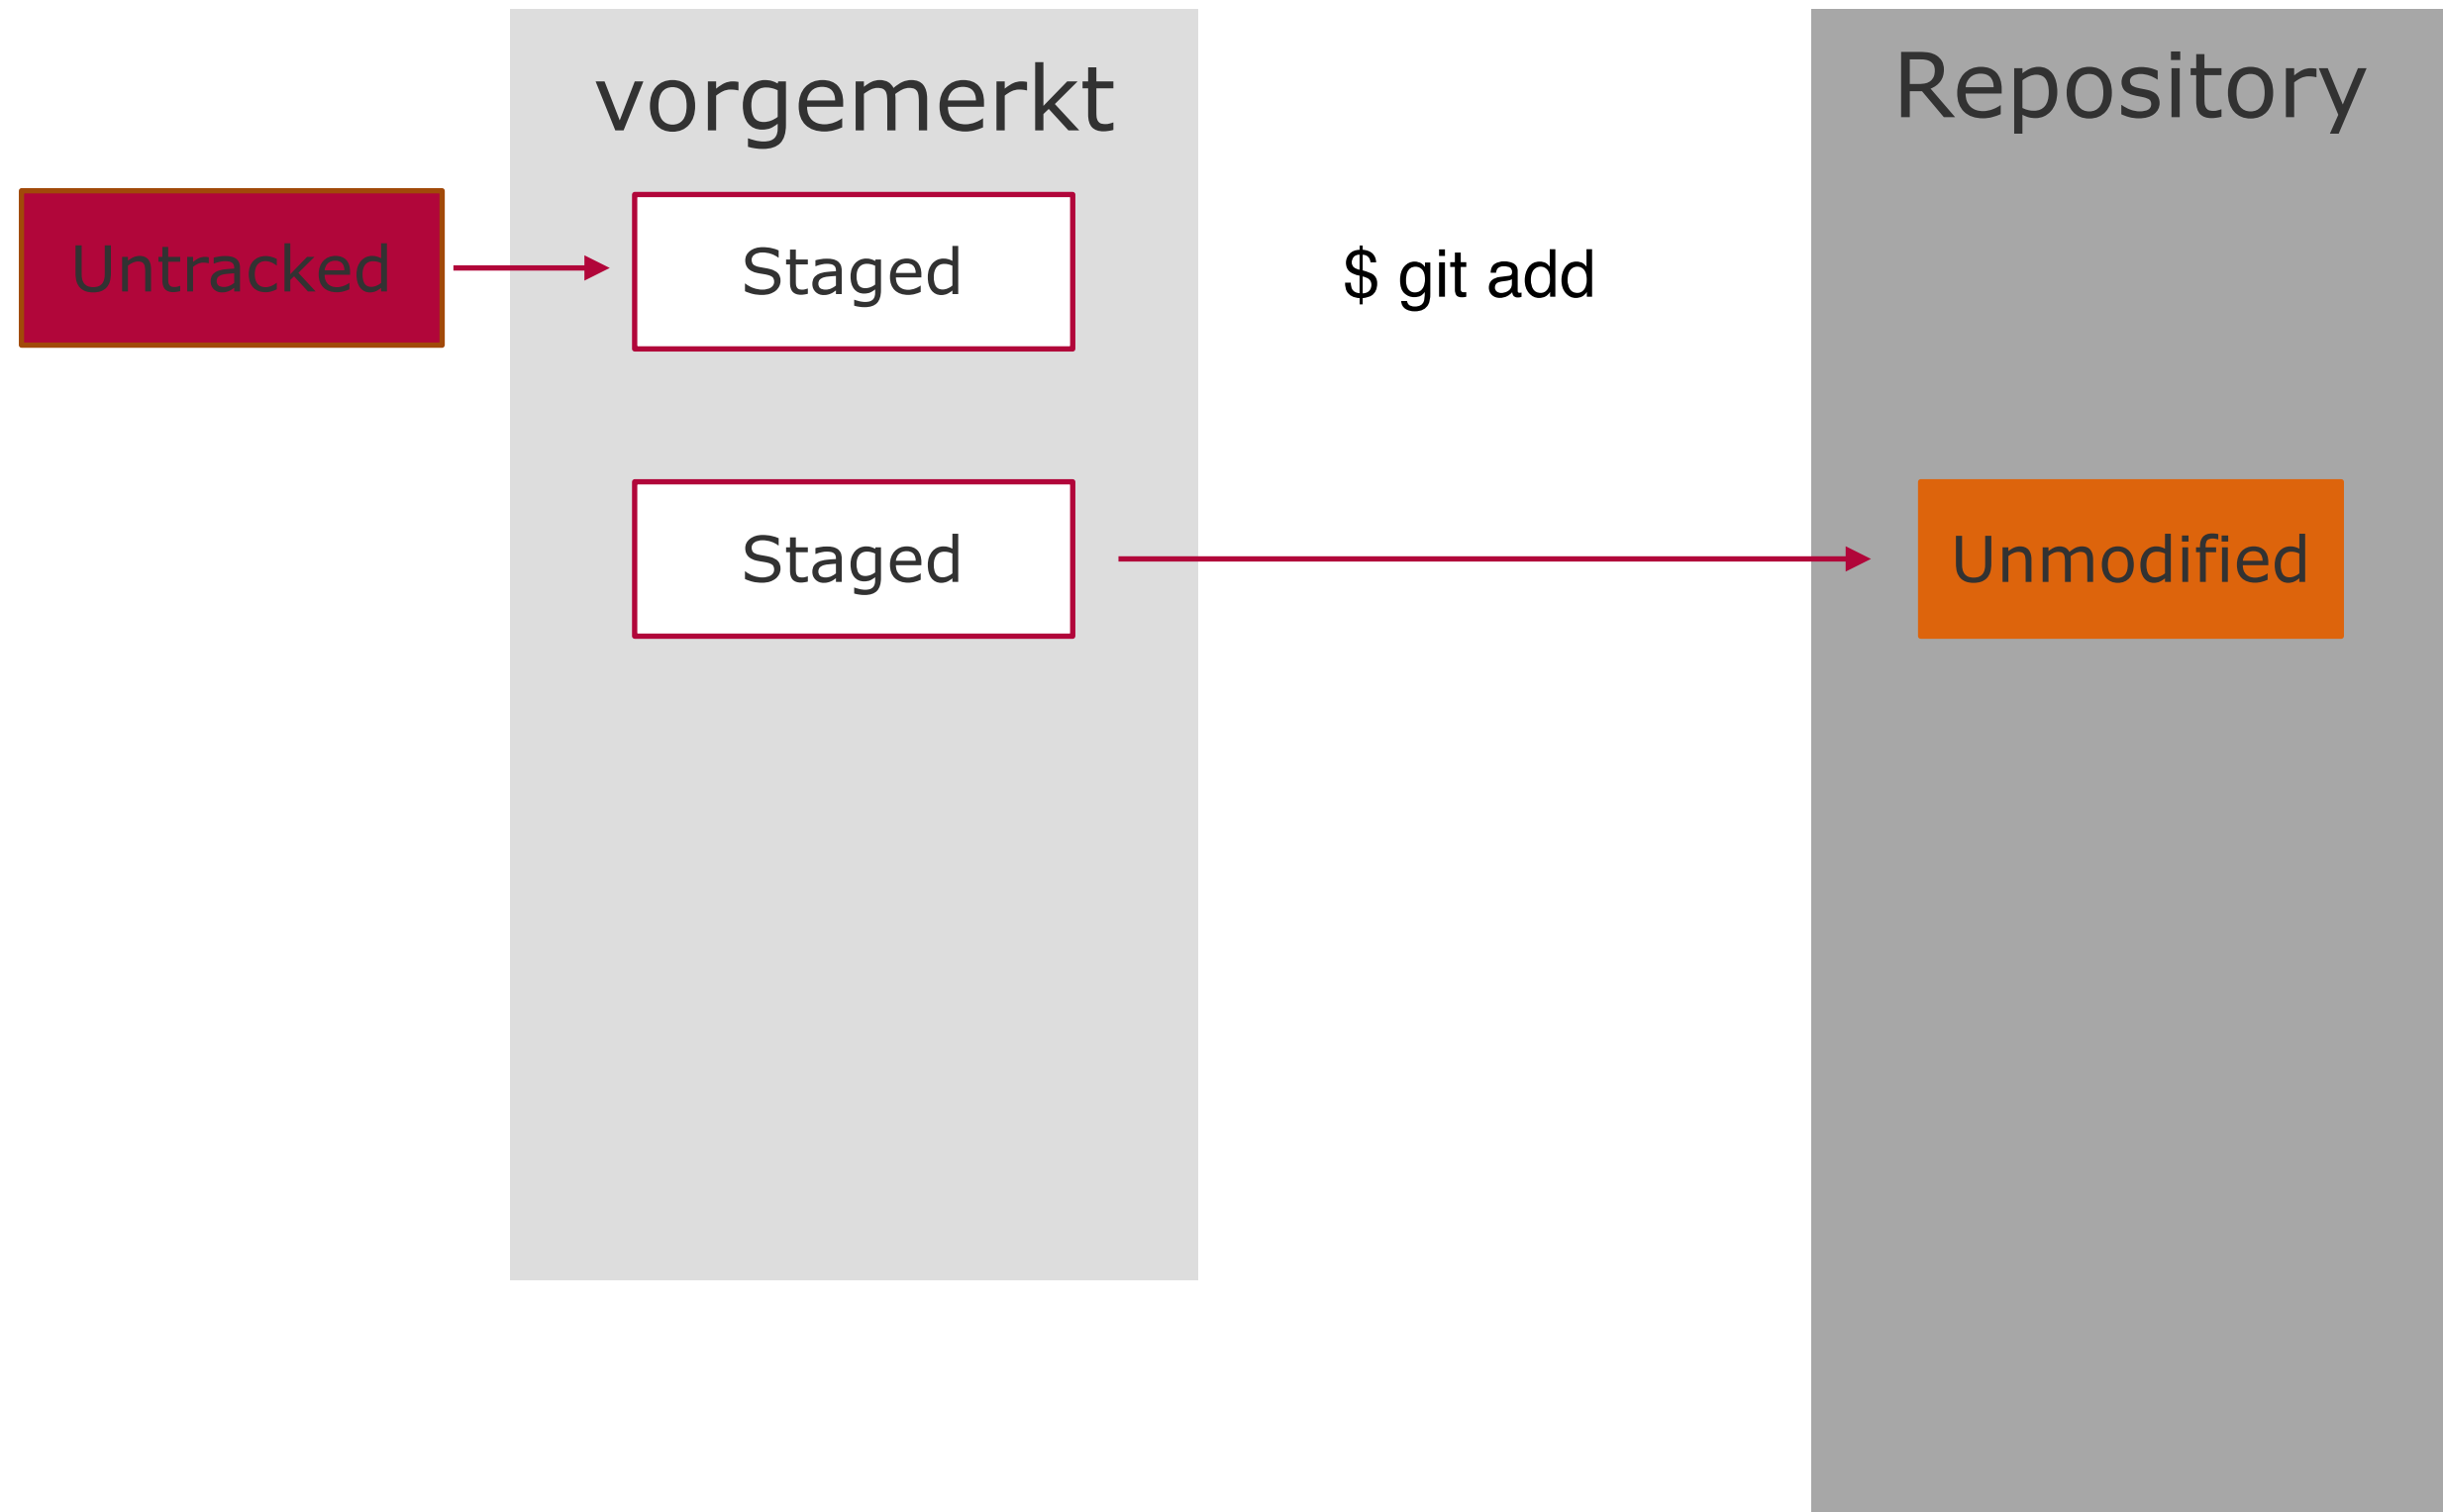 vorgemerkt
Repository
Untracked
Staged
$ git add
Staged
Unmodified